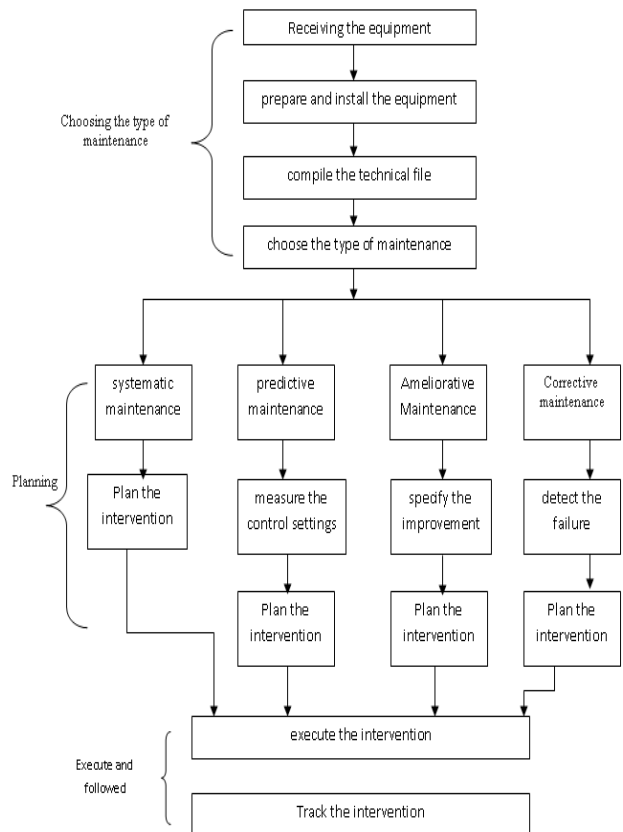 Receiving the equipment
prepare and install the equipment
Choosing the type of
maintenance
compile the technical file
choose the type of maintenance
systematic
maintenance
predictive
maintenance
Ameliorative
Maintenance
Corrective
maintenance
Planning
Plan the
intervention
measure the
control settings
specify the
improvement
detect the
failure
Plan the
intervention
Plan the
intervention
Plan the
intervention
execute the intervention
Execute and
followed
Track the intervention